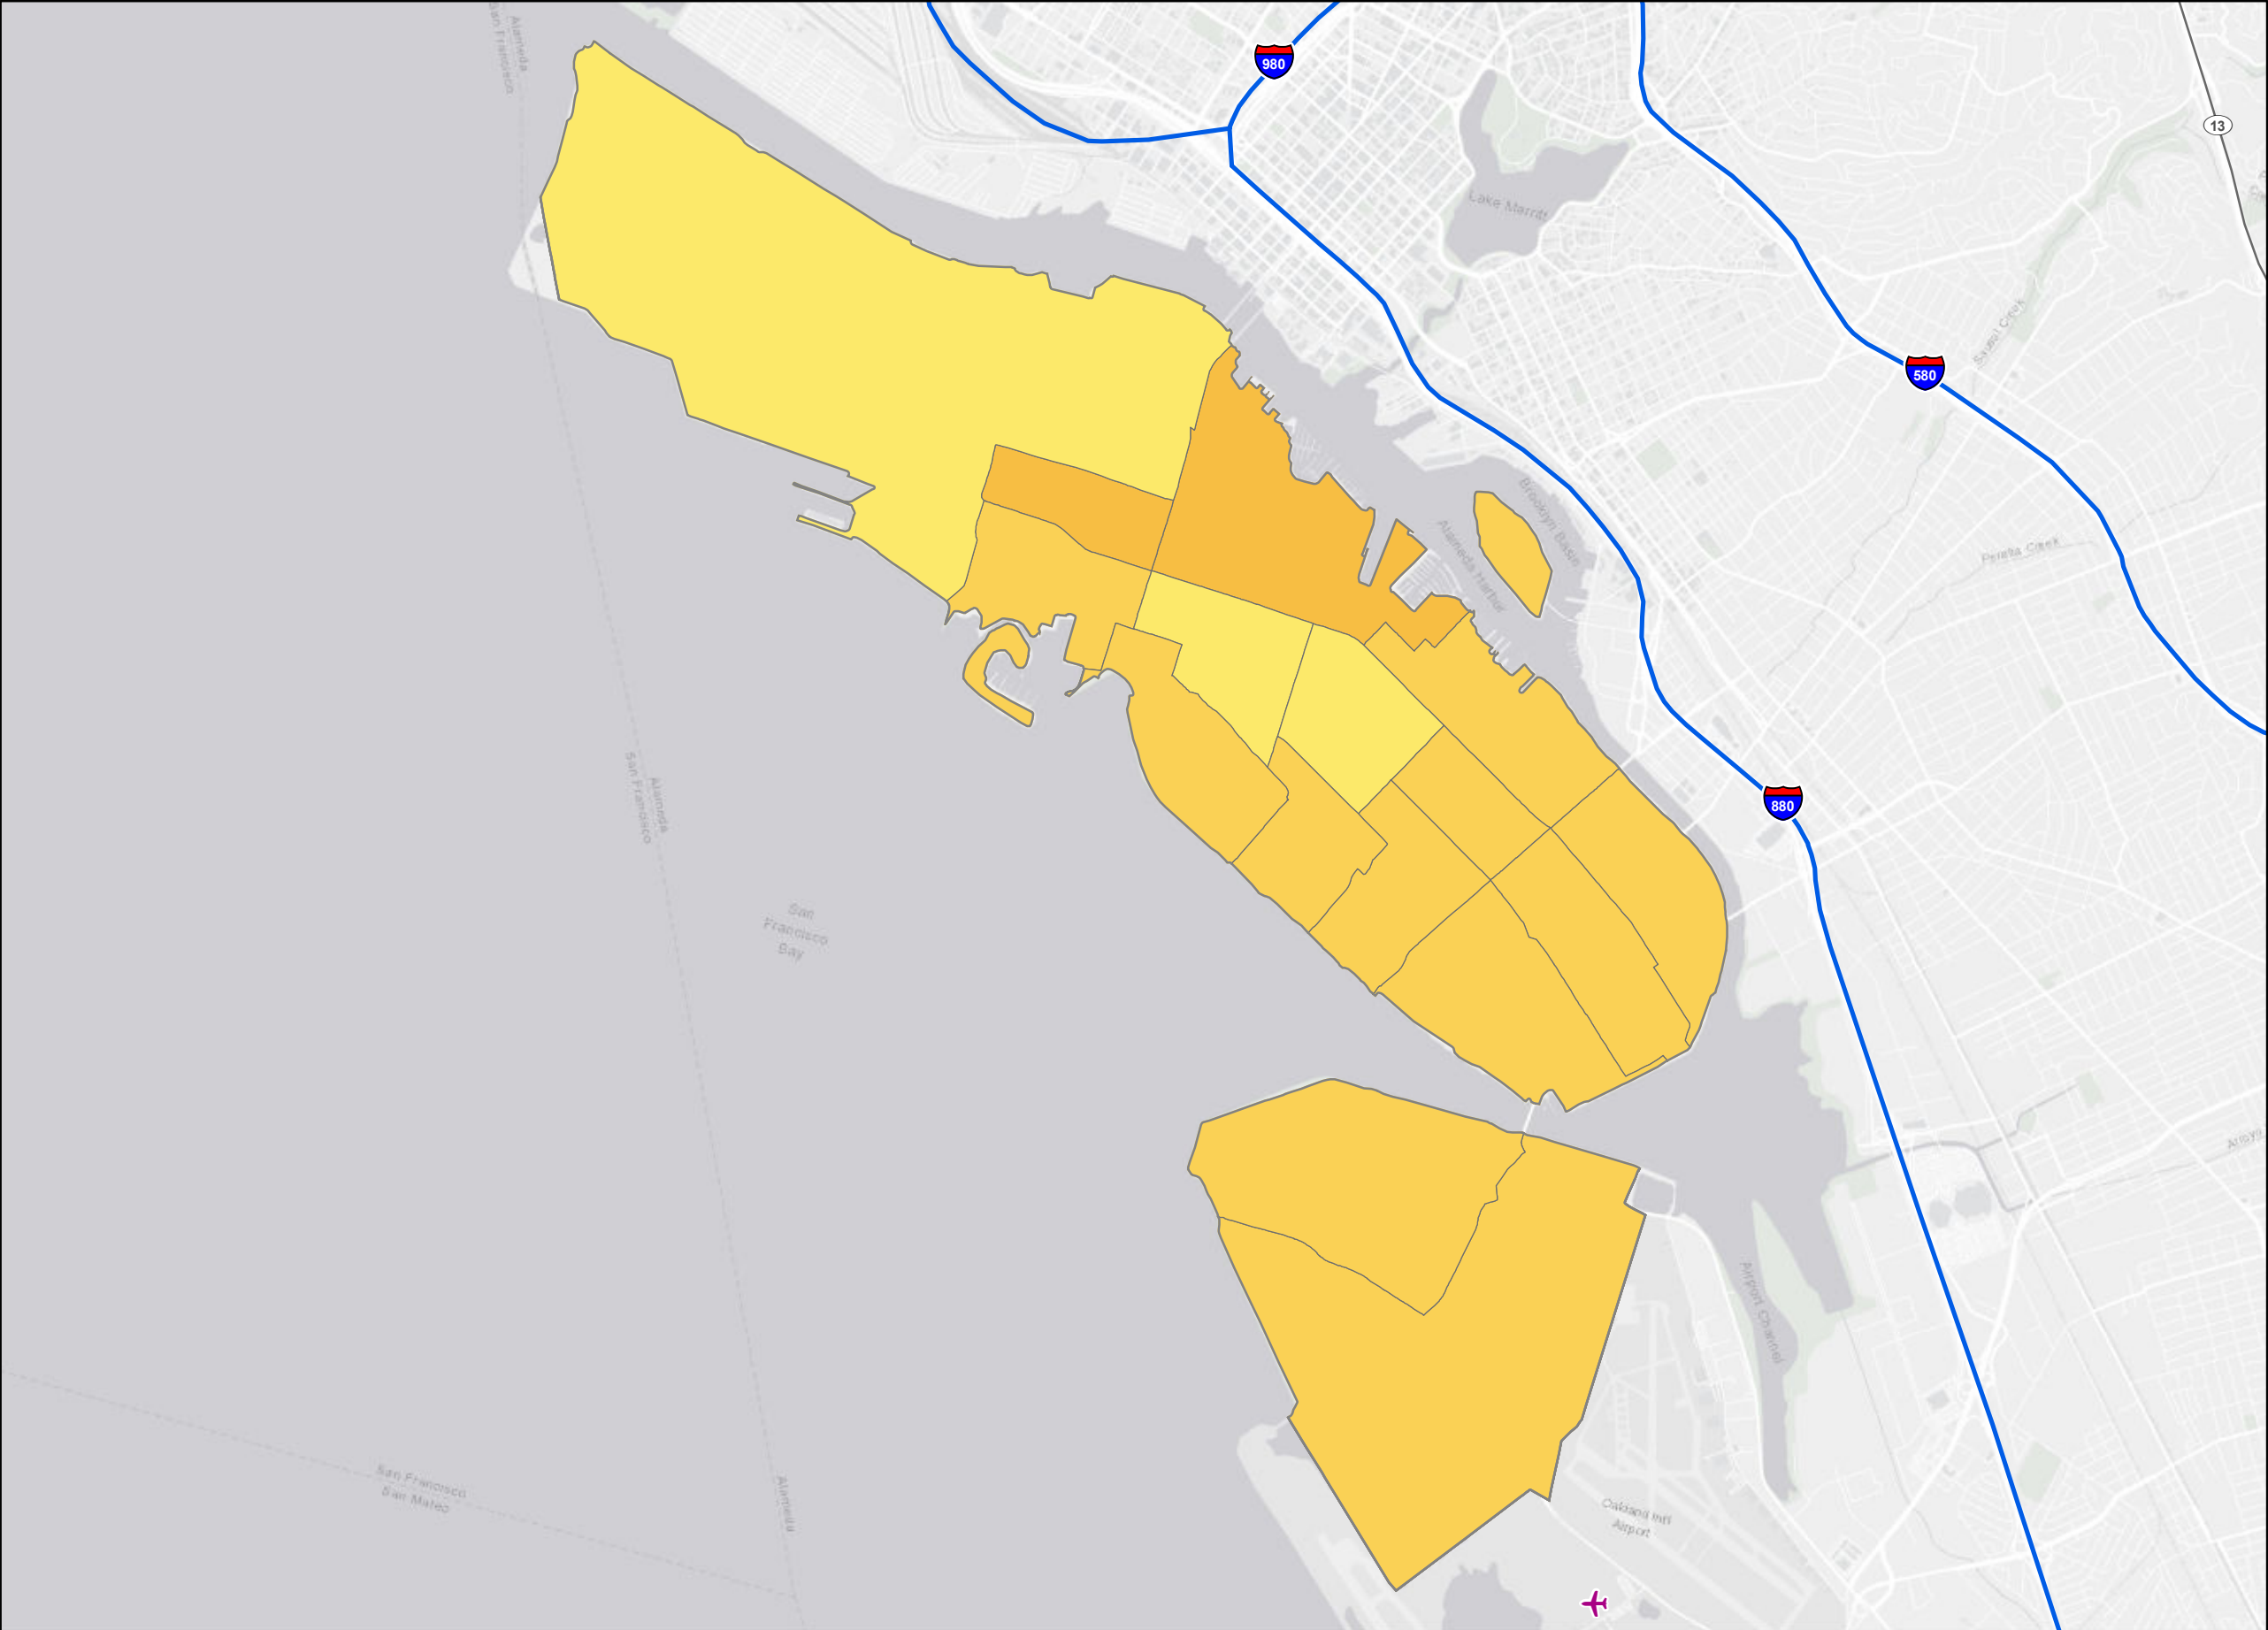 Alameda
San Francisco
980
13
Lake Merritt
580
Sausal Creek
Brooklyn Basin
Alameda Harbor
Peralta Creek
Alameda
San Francisco
880
San
Francisco
Bay
Arroyo
Airport Channel
San Francisco
San Mateo
Alameda
Oakland Intl
Airport